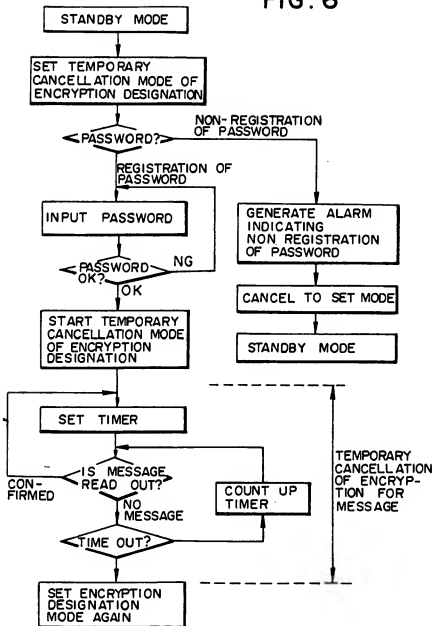 FIG. 6
STANDBY MODE
SET TEMPORARY
CANCELLATION MODE OF
ENCRYPTION DESIGNATION
PASSWORD?
NON-REGISTRATION
OF PASSWORD
REGISTRATION OF
PASSWORD
INPUT PASSWORD
PASSWORD
OK?
NG
OK
GENERATE ALARM
INDICATING
NON REGISTRATION
OF PASSWORD
CANCEL TO SET MODE
STANDBY MODE
START TEMPORARY
CANCELLATION MODE
OF ENCRYPTION
DESIGNATION
SET TIMER
IS MESSAGE
READ OUT?
CON-
FIRMED
NO
MESSAGE
COUNT UP
TIMER
TIME OUT?
TEMPORARY
CANCELLATION
OF ENCRYP-
TION FOR
MESSAGE
SET ENCRYPTION
DESIGNATION
MODE AGAIN